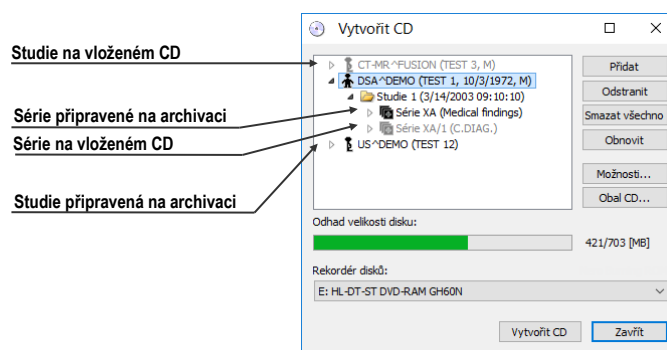 Vytvořit CD
Studie na vloženém CD
CT-MR^FUSION (TEST 3, M)
Přidat
DSA^DEMO (TEST 1, 10/3/1972, M)
Odstranit
Studie 1 (3/14/2003 09:10:10)
Série připravené na archivaci
Série XA (Medical findings)
Smazat všechno
Série na vloženém CD
Série XA/1 (C.DIAG.)
Obnovit
US^DEMO (TEST 12)
Možnosti...
Studie připravená na archivaci
Obal CD...
Odhad velikosti disku:
421/703 [MB]
Rekordér disků:
E: HL-DT-ST DVD-RAM GH60N
Vytvořit CD
Zavřít